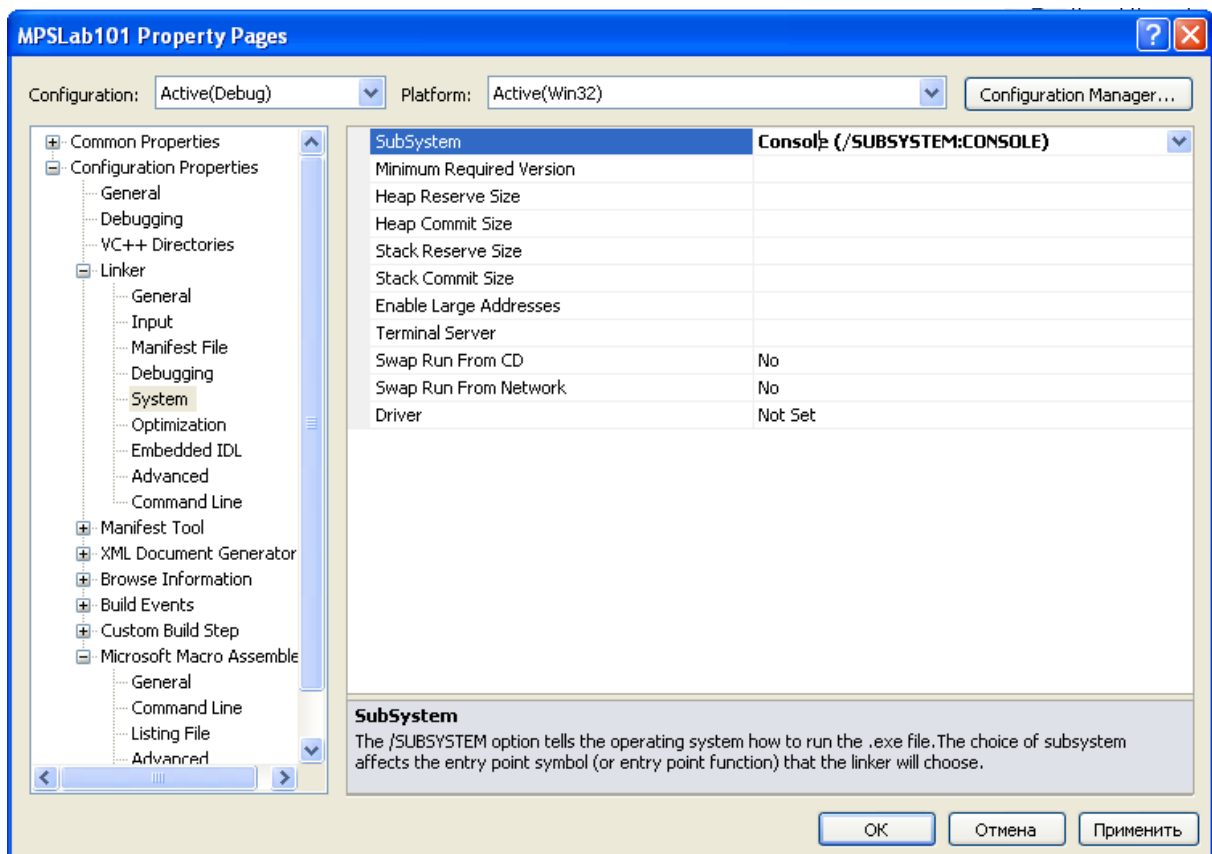 MPSLab101 Property Pages
Configuration: Active(Debug) Platform: Active(Win32) Configuration Manager...
Common Properties
Configuration Properties
General
Debugging
VC++ Directories
Linker
General
Input
Manifest File
Debugging
System
Optimization
Embedded IDL
Advanced
Command Line
Manifest Tool
XML Document Generator
Browse Information
Build Events
Custom Build Step
Microsoft Macro Assemble
General
Command Line
Listing File
Advanced
SubSystem Console (/SUBSYSTEM:CONSOLE)
Minimum Required Version
Heap Reserve Size
Heap Commit Size
Stack Reserve Size
Stack Commit Size
Enable Large Addresses
Terminal Server
Swap Run From CD No
Swap Run From Network No
Driver Not Set
SubSystem
The /SUBSYSTEM option tells the operating system how to run the .exe file.The choice of subsystem
affects the entry point symbol (or entry point function) that the linker will choose.
ОК Отмена Применить